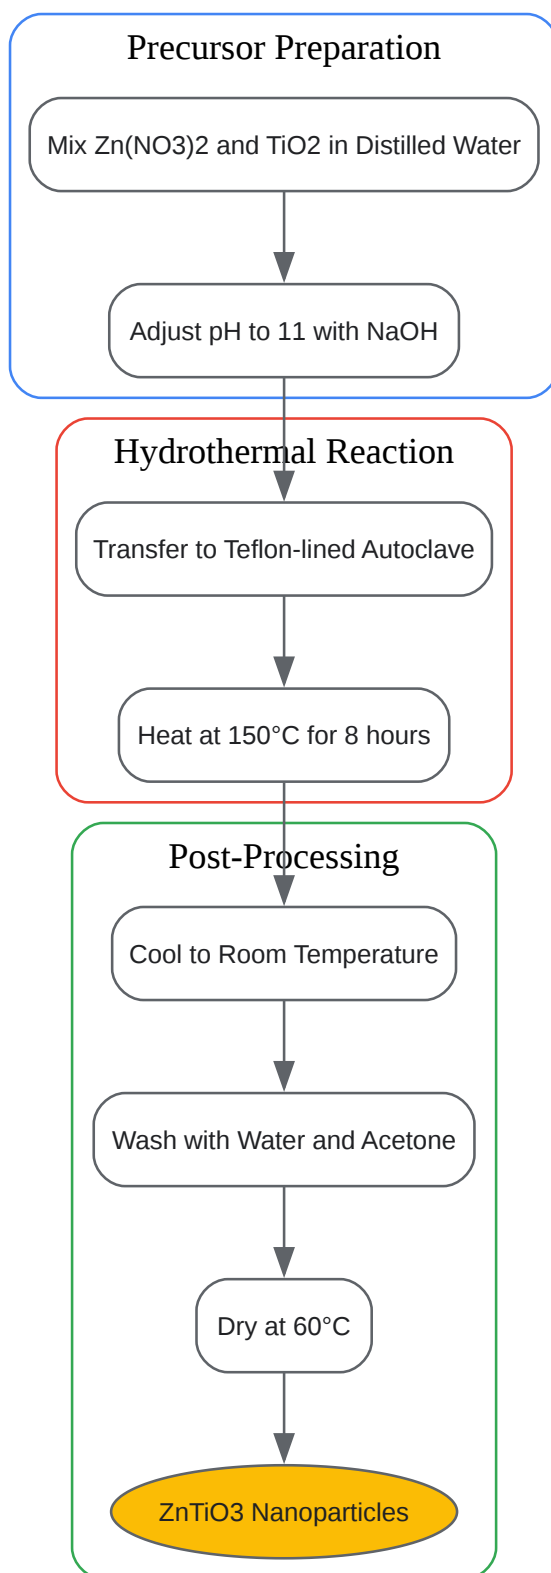 Precursor Preparation
Mix Zn(NO3)2 and TiO2 in Distilled Water
Adjust pH to 11 with NaOH
Hydrothermal Reaction
Transfer to Teflon-lined Autoclave
Heat at 150°C for 8 hours
Post-Processing
Cool to Room Temperature
Wash with Water and Acetone
Dry at 60°C
ZnTiO3 Nanoparticles